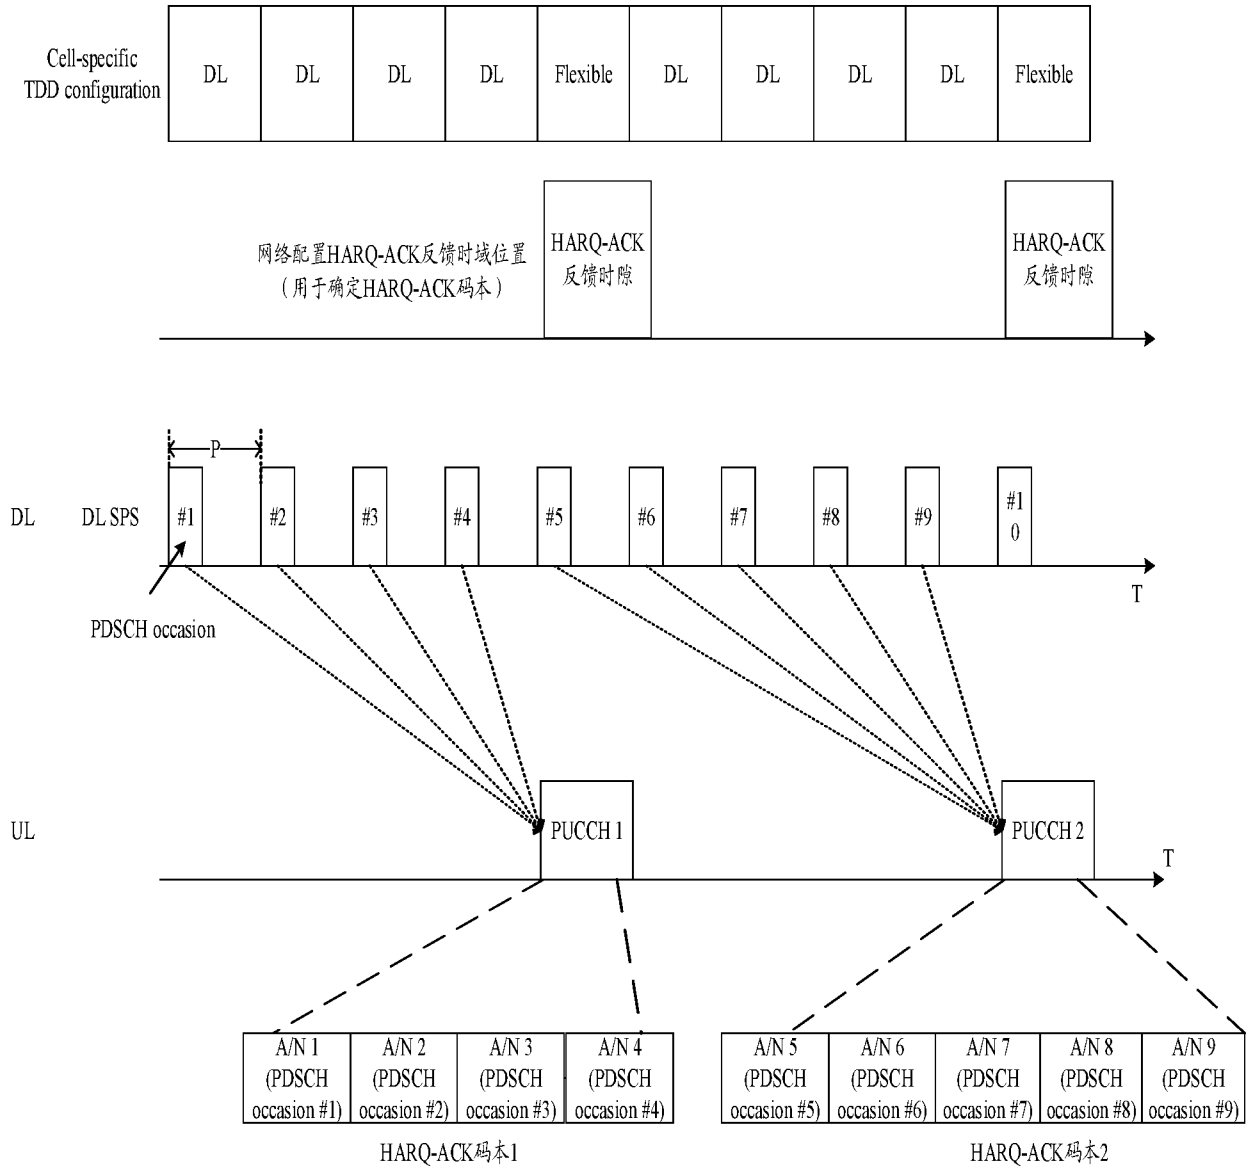 Cell-specific
TDD configuration
DL DL DL DL Flexible DL DL DL DL Flexible
网络配置HARQ-ACK反馈时域位置
（用于确定HARQ-ACK码本）
HARQ-ACK
反馈时隙
HARQ-ACK
反馈时隙
P
DL DL SPS #1 #2 #3 #4 #5 #6 #7 #8 #9
#1
0
T
PDSCH occasion
UL PUCCH 1 PUCCH 2
T
A/N 1
(PDSCH
occasion #1)
A/N 2
(PDSCH
occasion #2)
A/N 3
(PDSCH
occasion #3)
A/N 4
(PDSCH
occasion #4)
A/N 5
(PDSCH
occasion #5)
A/N 6
(PDSCH
occasion #6)
A/N 7
(PDSCH
occasion #7)
A/N 8
(PDSCH
occasion #8)
A/N 9
(PDSCH
occasion #9)
HARQ-ACK码本1
HARQ-ACK码本2